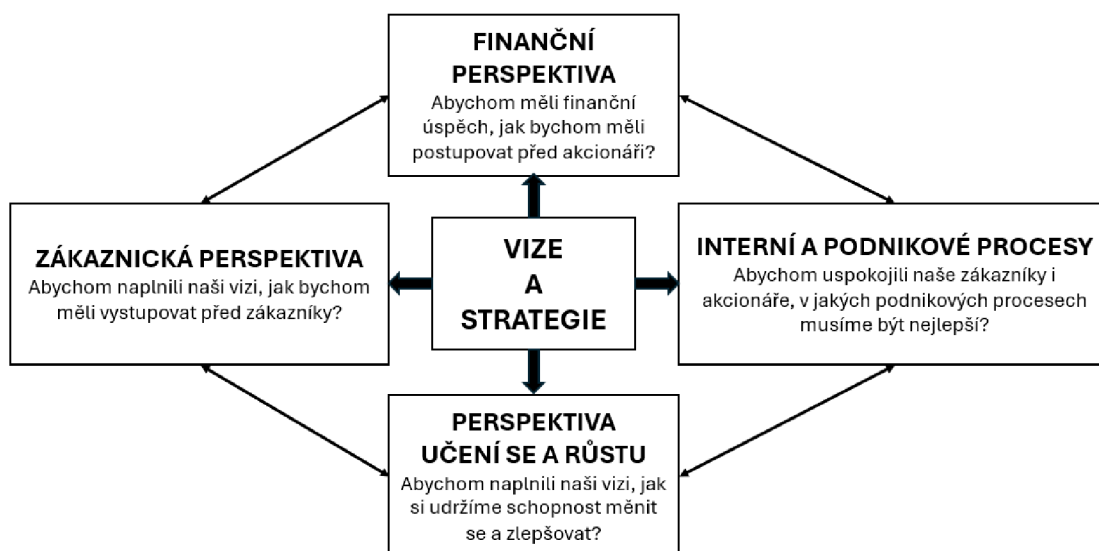 FINANČNÍ
PERSPEKTIVA
Abychom měli finanční
úspěch, jak bychom měli
postupovat před akcionáři?
ZÁKAZNICKÁ PERSPEKTIVA
Abychom naplnili naši vizi, jak bychom
měli vystupovat před zákazníky?
VIZE
A
STRATEGIE
INTERNÍ A PODNIKOVÉ PROCESY
Abychom uspokojili naše zákazníky i
akcionáře, v jakých podnikových procesech
musíme být nejlepší?
PERSPEKTIVA
UČENÍ SE A RŮSTU
Abychom naplnili naši vizi, jak
si udržíme schopnost měnit
se a zlepšovat?